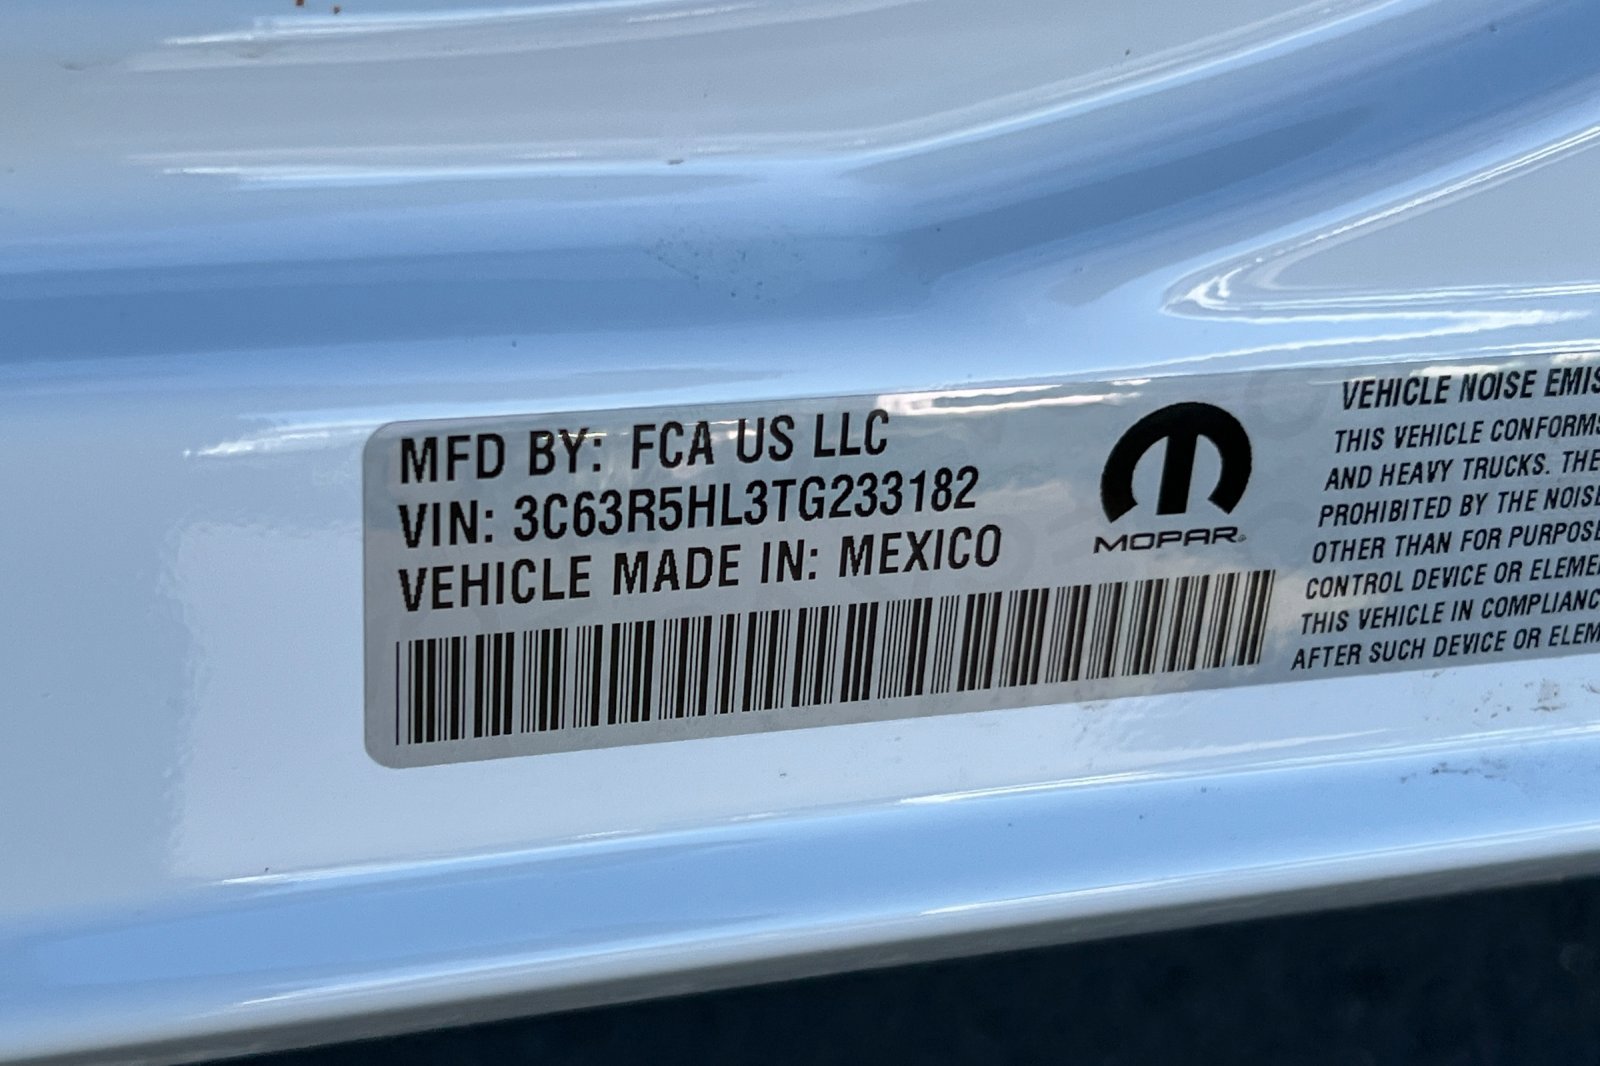 MFD BY: FCA US LLC
VIN: 3C63R5HL3TG233182
VEHICLE MADE IN: MEXICO
MOPAR®
VEHICLE NOISE EMIS
THIS VEHICLE CONFORMS
AND HEAVY TRUCKS. THE
PROHIBITED BY THE NOISE
OTHER THAN FOR PURPOSE
CONTROL DEVICE OR ELEME
THIS VEHICLE IN COMPLIANC
AFTER SUCH DEVICE OR ELEM